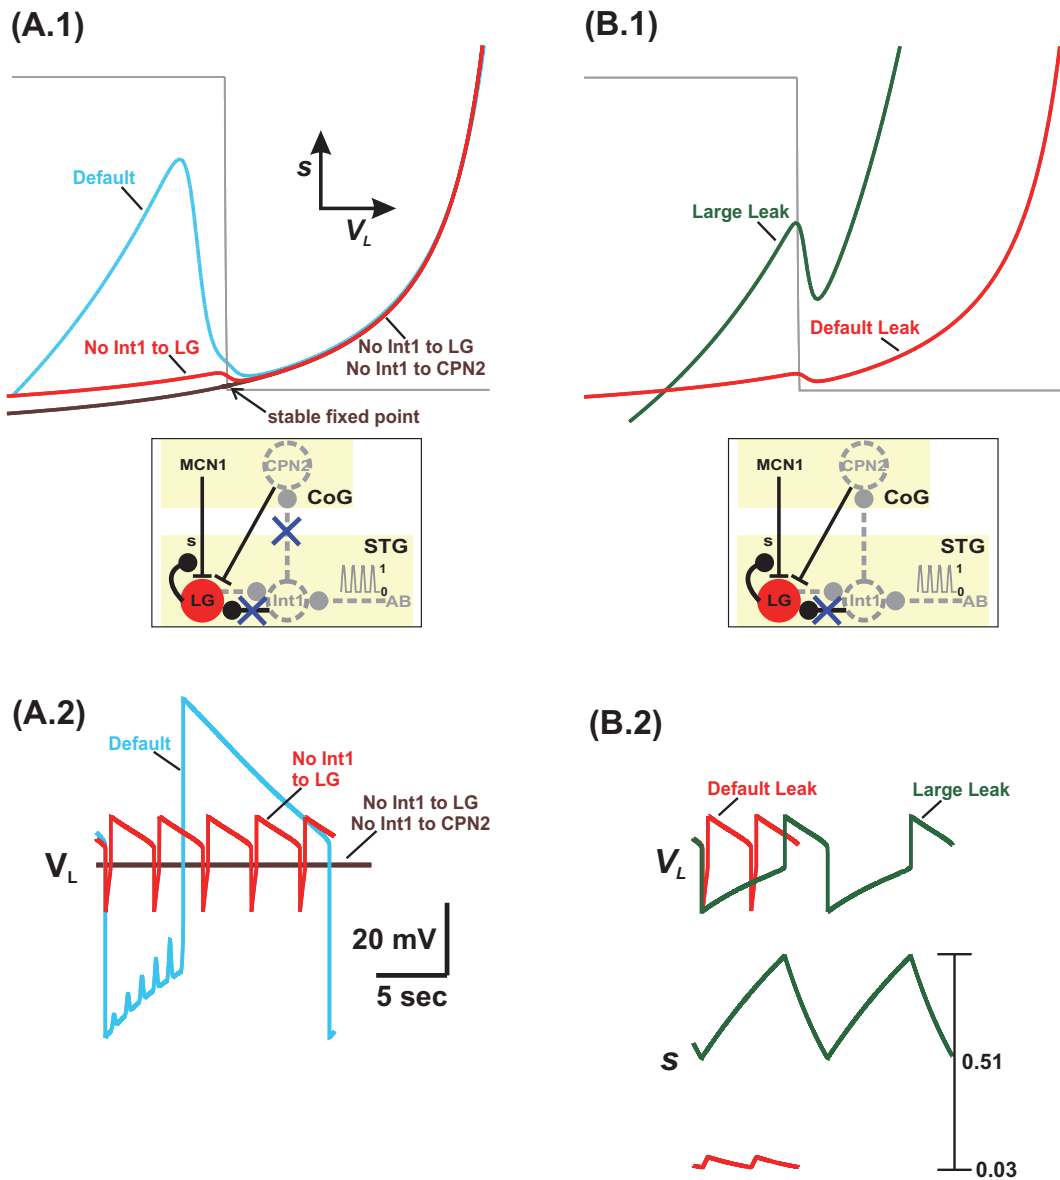 (A.1)
Default
s
V_L
No Int1 to LG
No Int1 to LG
No Int1 to CPN2
stable fixed point
MCN1
CPN2
CoG
s
STG
1
0
LG
Int1
AB
(B.1)
Large Leak
Default Leak
MCN1
CPN2
CoG
s
STG
1
0
LG
Int1
AB
(A.2)
Default
No Int1
to LG
No Int1 to LG
No Int1 to CPN2
V_L
20 mV
5 sec
(B.2)
Default Leak
Large Leak
V_L
s
0.51
0.03